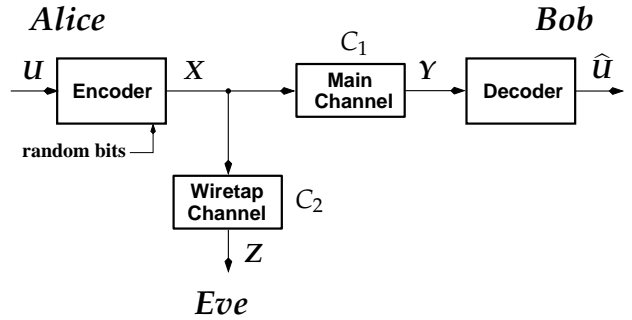 Alice
Bob
C₁
U
Encoder
X
Main
Channel
Y
Decoder
Û
random bits
Wiretap
Channel
C₂
Z
Eve